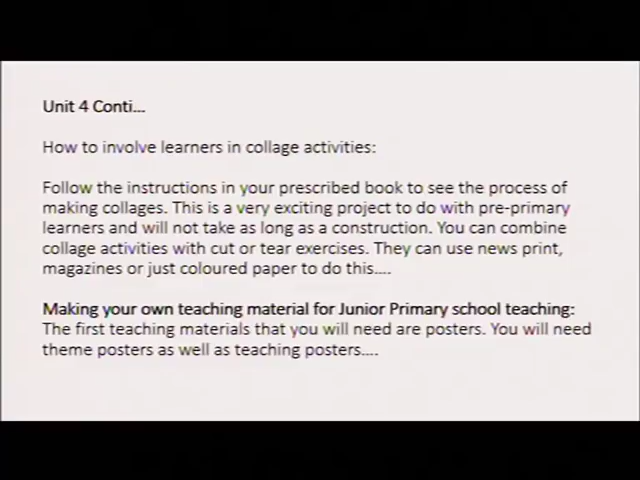 Unit 4 Conti...
How to involve learners in collage activities:
Follow the instructions in your prescribed book to see the process of
making collages. This is a very exciting project to do with pre-primary
learners and will not take as long as a construction. You can combine
collage activities with cut or tear exercises. They can use news print,
magazines or just coloured paper to do this....
Making your own teaching material for Junior Primary school teaching:
The first teaching materials that you will need are posters. You will need
theme posters as well as teaching posters....